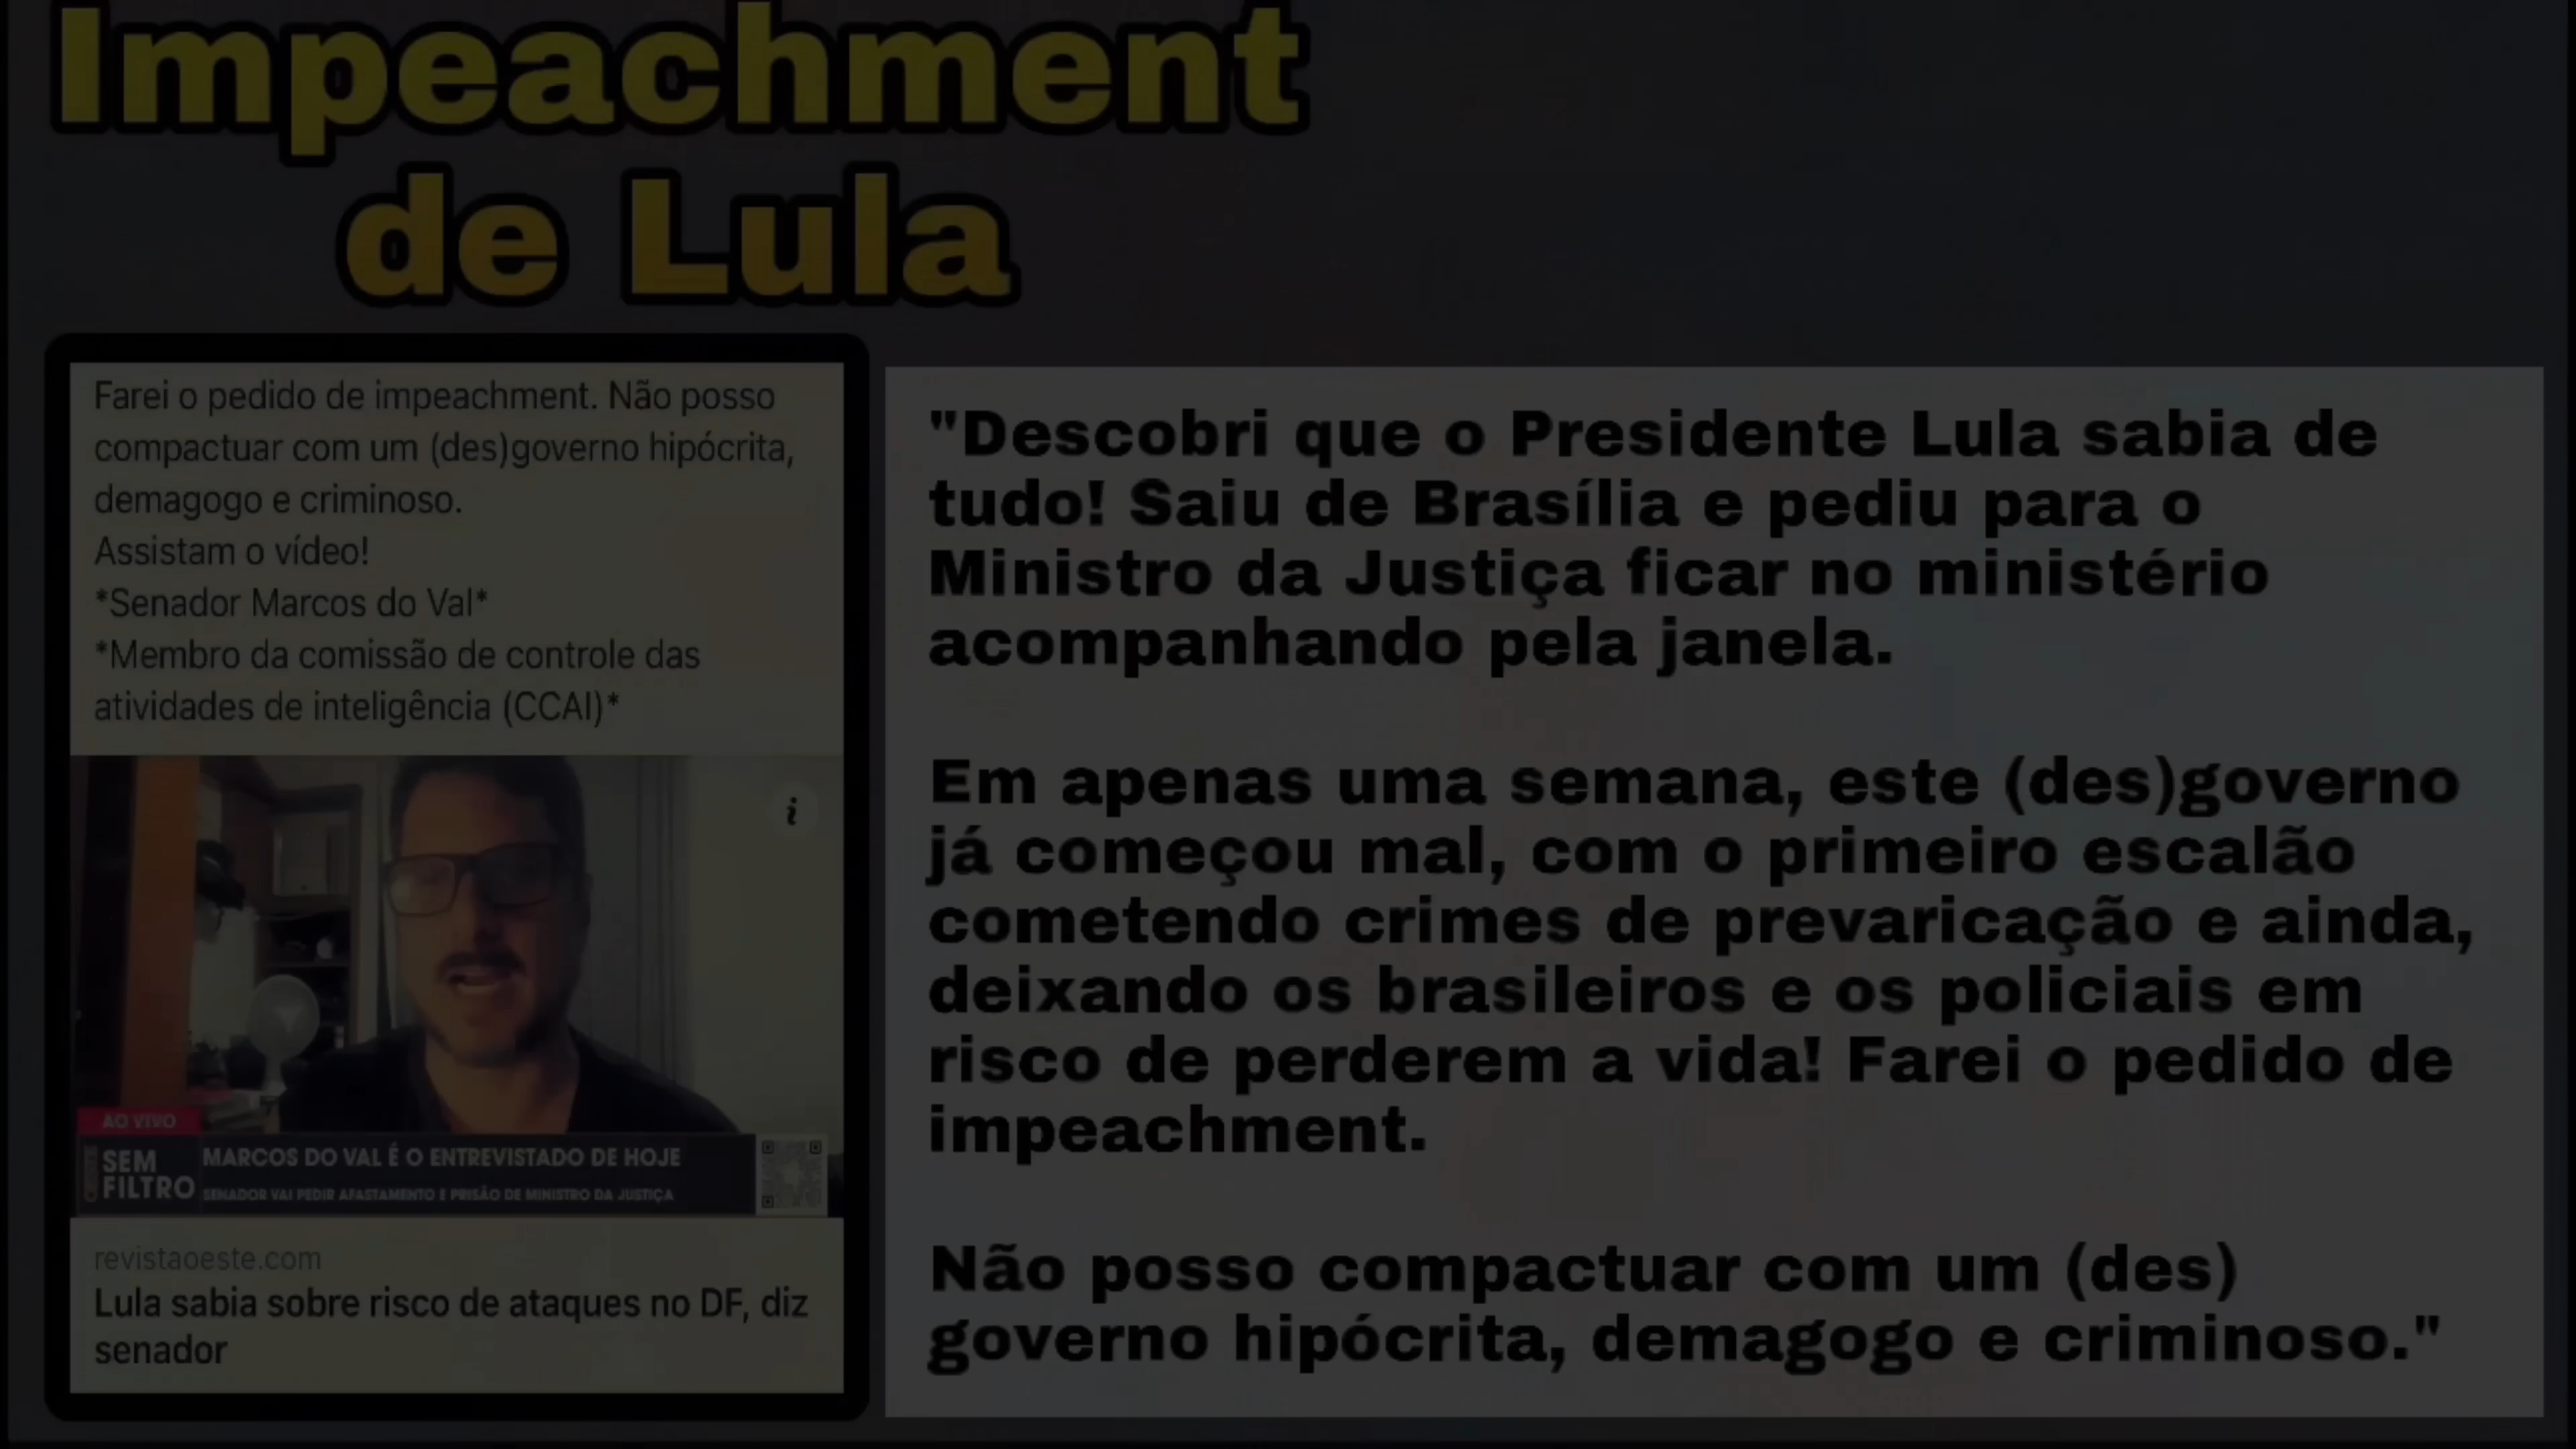 Impeachment
de Lula
Farei o pedido de impeachment. Não posso
compactuar com um (des)governo hipócrita,
demagogo e criminoso.
Assistam o vídeo!
*Senador Marcos do Val*
*Membro da comissão de controle das
atividades de inteligência (CCAI)*
i
AO VIVO
OESTE
SEM
FILTRO
MARCOS DO VAL É O ENTREVISTADO DE HOJE
SENADOR VAI PEDIR AFASTAMENTO E PRISÃO DE MINISTRO DA JUSTIÇA
revistaoeste.com
Lula sabia sobre risco de ataques no DF, diz
senador
"Descobri que o Presidente Lula sabia de
tudo! Saiu de Brasília e pediu para o
Ministro da Justiça ficar no ministério
acompanhando pela janela.
Em apenas uma semana, este (des)governo
já começou mal, com o primeiro escalão
cometendo crimes de prevaricação e ainda,
deixando os brasileiros e os policiais em
risco de perderem a vida! Farei o pedido de
impeachment.
Não posso compactuar com um (des)
governo hipócrita, demagogo e criminoso."